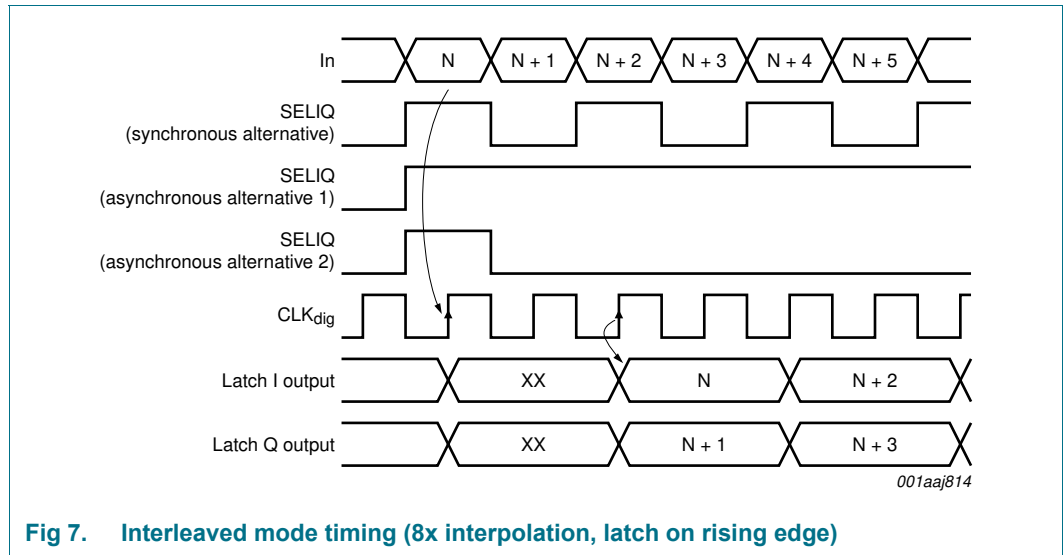 In
N
N + 1
N + 2
N + 3
N + 4
N + 5
SELIQ
(synchronous alternative)
SELIQ
(asynchronous alternative 1)
SELIQ
(asynchronous alternative 2)
CLKdig
Latch I output
XX
N
N + 2
Latch Q output
XX
N + 1
N + 3
001aaj814
Fig 7. Interleaved mode timing (8x interpolation, latch on rising edge)